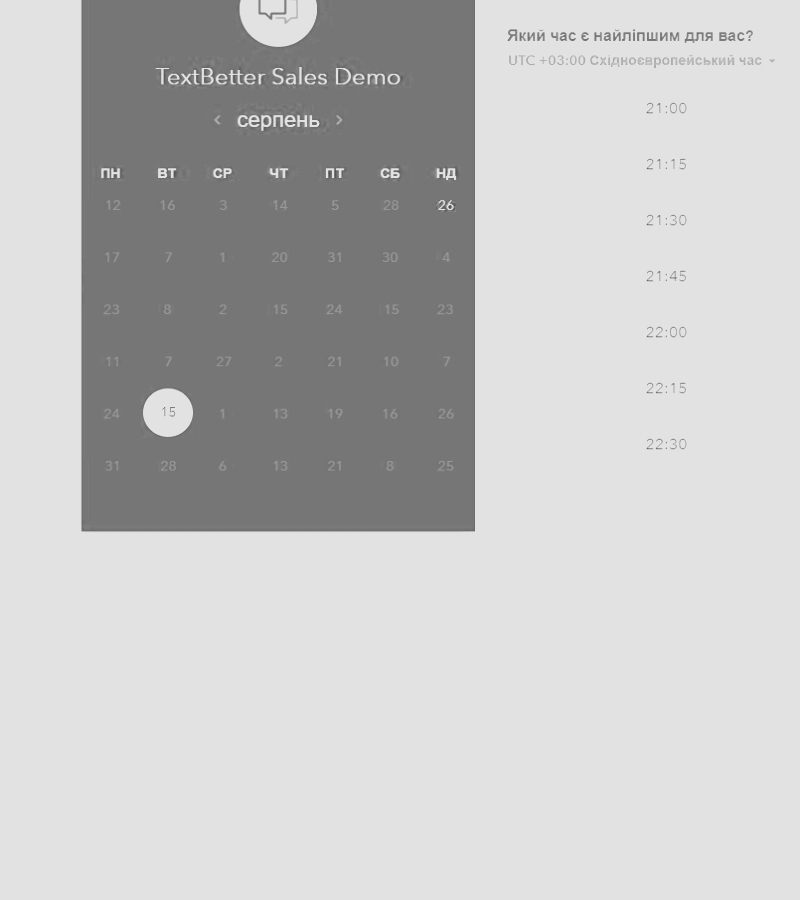 TextBetter Sales Demo
‹ серпень ›
ПН ВТ СР ЧТ ПТ СБ НД
12 16 3 14 5 28 26
17 7 1 20 31 30 4
23 8 2 15 24 15 23
11 7 27 2 21 10 7
24 15 1 13 19 16 26
31 28 6 13 21 8 25
Який час є найліпшим для вас?
UTC +03:00 Східноєвропейський час
21:00
21:15
21:30
21:45
22:00
22:15
22:30